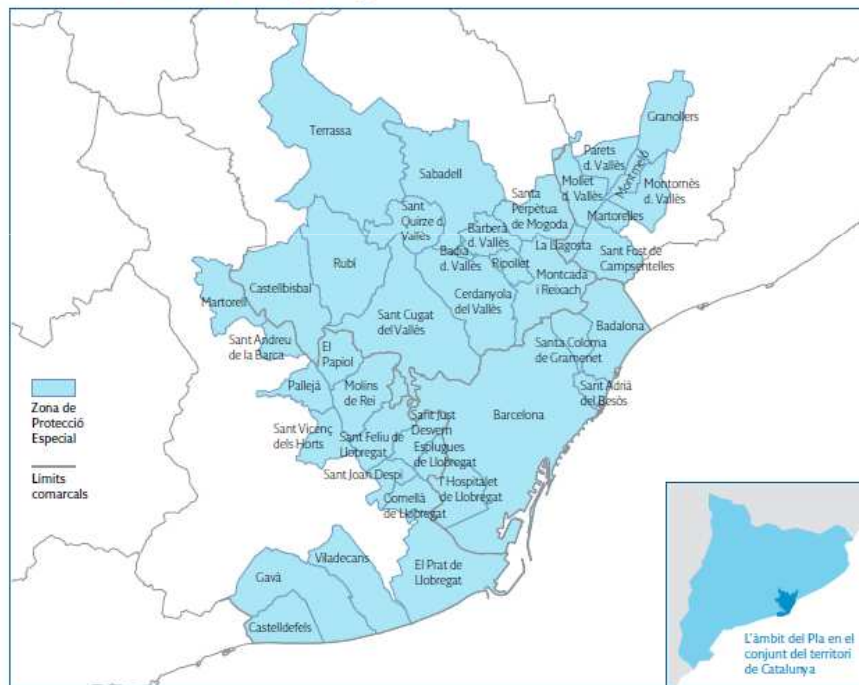 Terrassa
Granollers
Parets
d. Vallès
Montmeló
Sabadell
Mollet
d. Vallès
Montornès
d. Vallès
Santa
Perpètua
de Mogoda
Sant
Quirze d.
Vallès
Martorelles
Barberà
d. Vallès
La Llagosta
Badia
d. Vallès
Ripollet
Sant Fost de
Campsentelles
Rubí
Castellbisbal
Montcada
i Reixach
Cerdanyola
del Vallès
Martorell
Sant Cugat
del Vallès
Badalona
Sant Andreu
de la Barca
El
Papiol
Santa Coloma
de Gramenet
Pallejà
Molins
de Rei
Sant Adrià
del Besòs
Barcelona
Sant Just
Desvern
Sant Vicenç
dels Horts
Sant Feliu de
Llobregat
Esplugues
de Llobregat
Sant Joan Despí
l'Hospitalet
de Llobregat
Cornellà
de Llobregat
Viladecans
El Prat de
Llobregat
Gavà
Castelldefels
Zona de
Protecció
Especial
Límits
comarcals
L'àmbit del Pla en el
conjunt del territori
de Catalunya